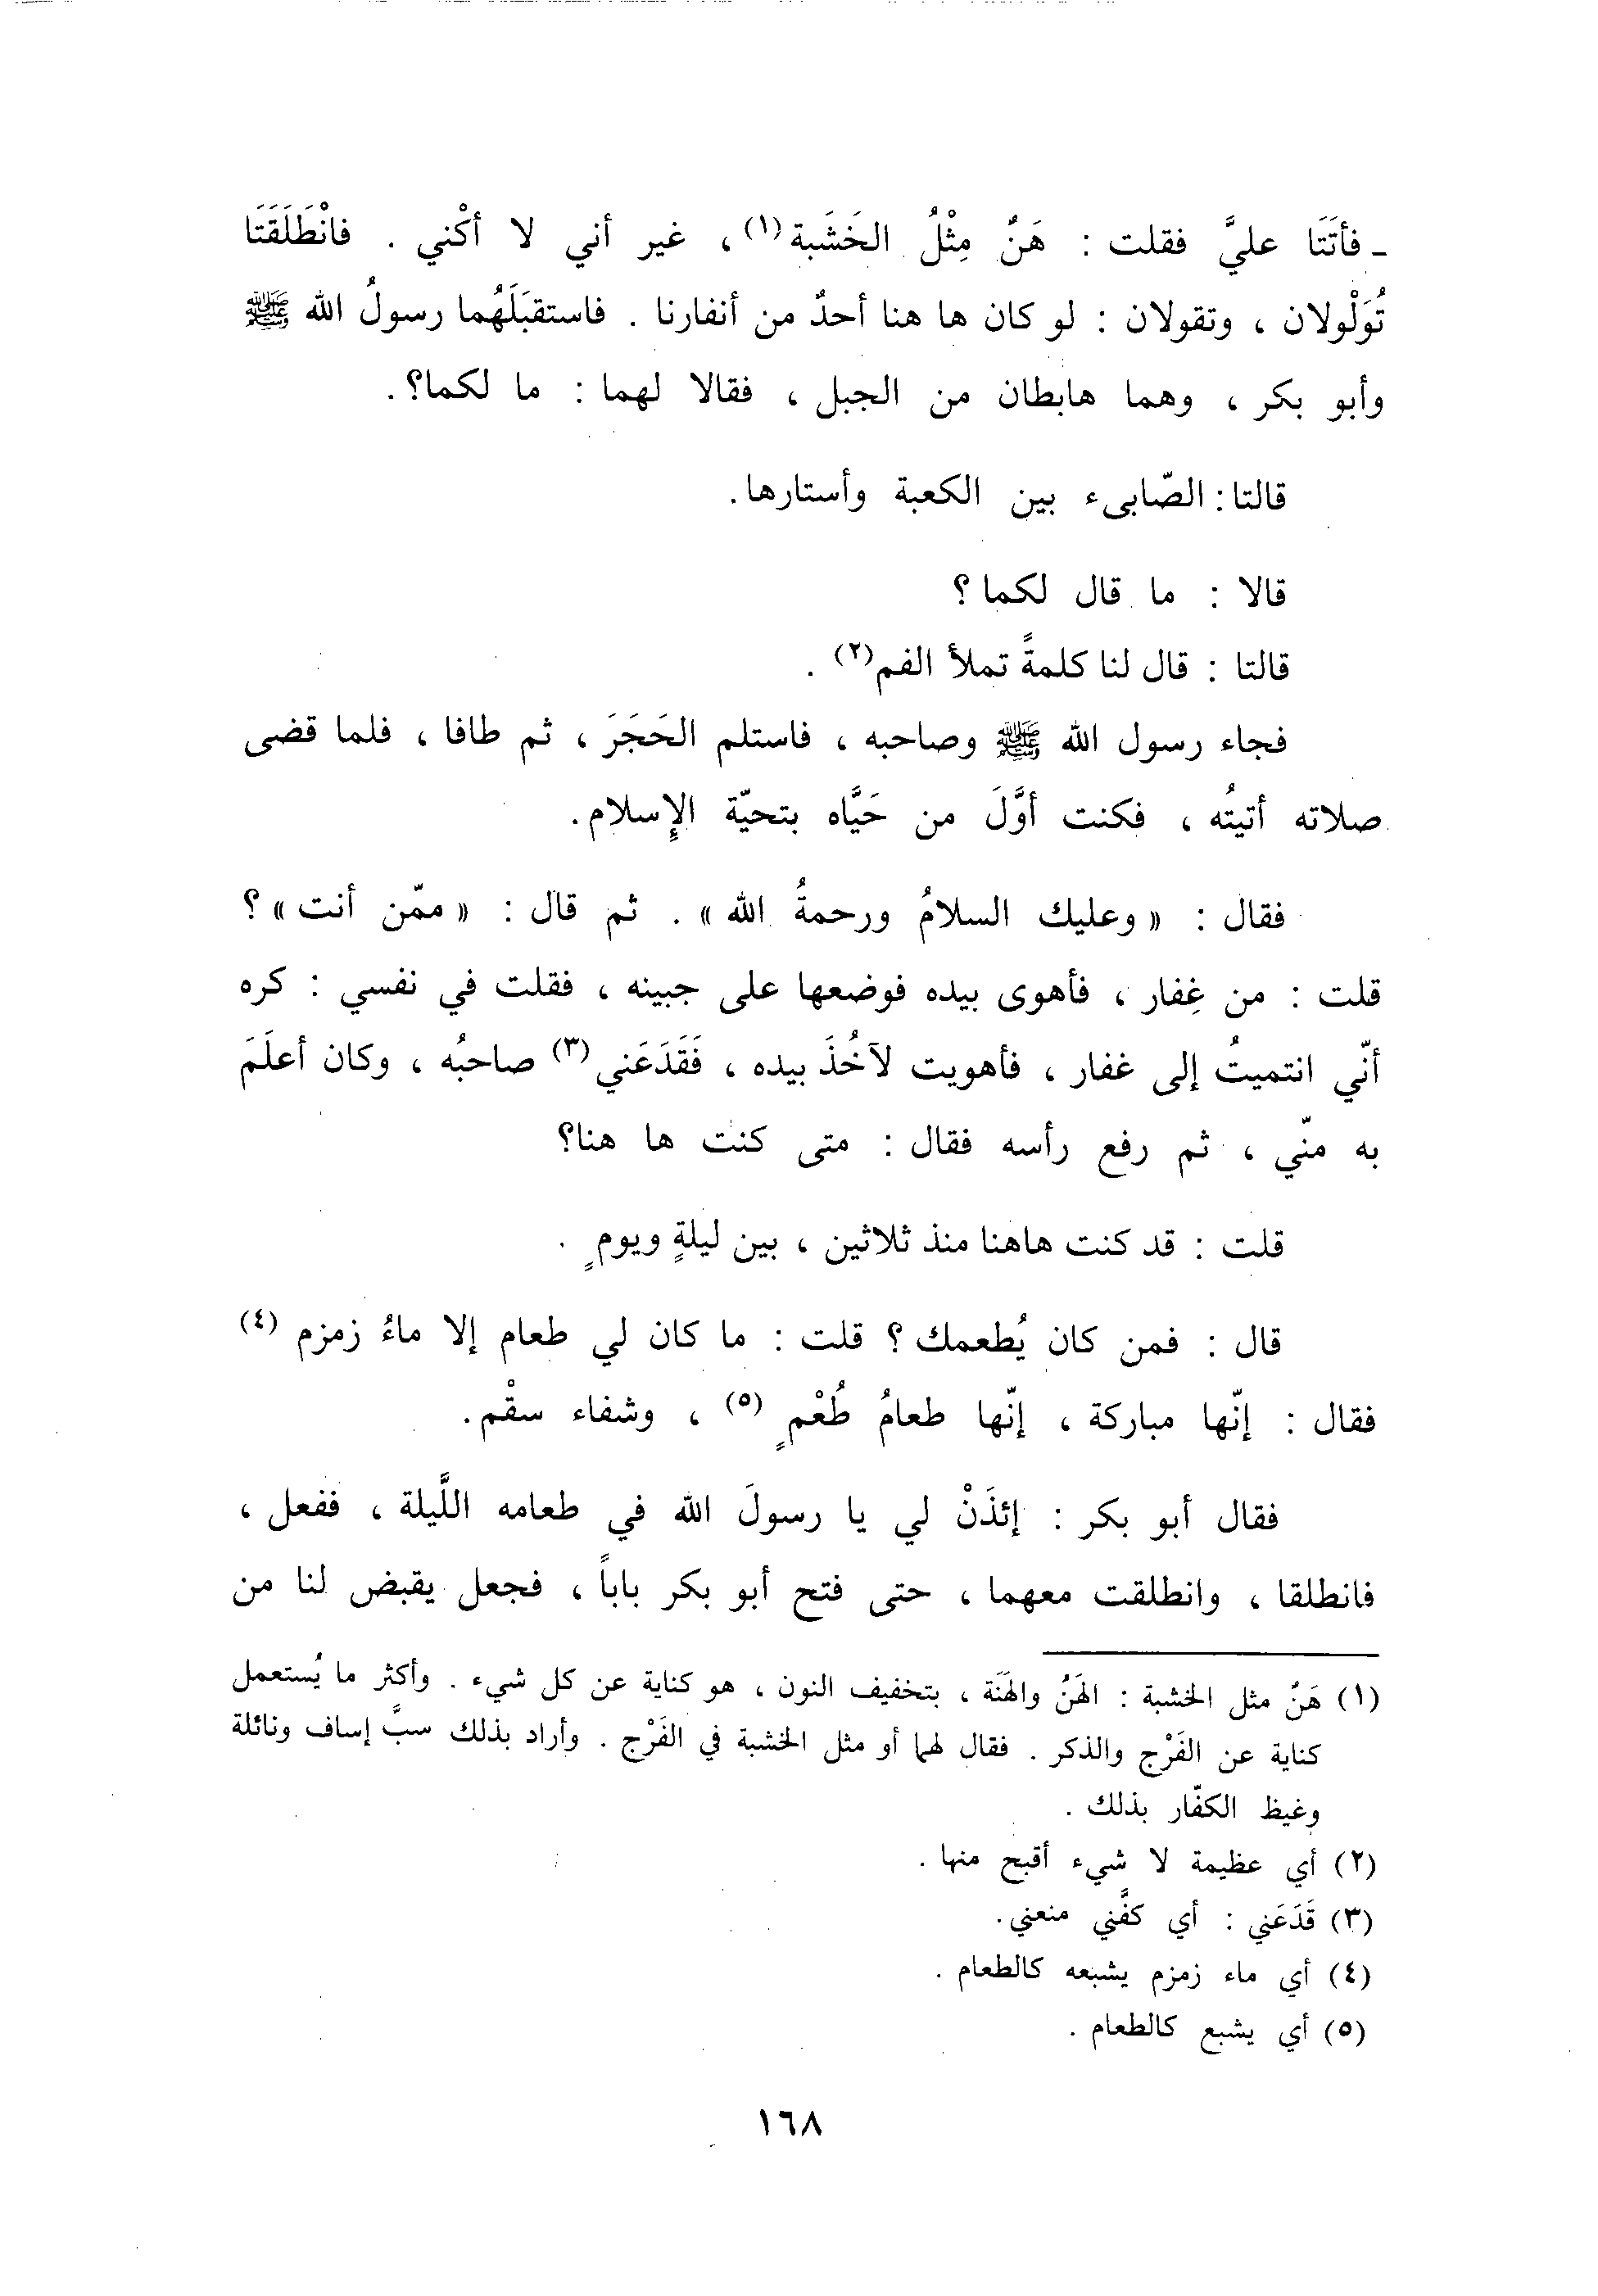 ـ فأتَتَا عليَّ فقلت : هَنٌ مِثْلُ الخَشَبة(١)، غير أني لا أكْني . فانْطَلَقَتَا
تُوَلْولان ، وتقولان : لو كان ها هنا أحدٌ من أنفارنا . فاستقبَلَهُما رسولُ الله ﷺ
وأبو بكر ، وهما هابطان من الجبل ، فقالا لهما : ما لكما؟.
قالتا: الصّابىء بين الكعبة وأستارها.
قالا : ما قال لكما ؟
قالتا : قال لنا كلمةً تملأ الفم(٢) .
فجاء رسول الله ﷺ وصاحبه ، فاستلم الحَجَرَ ، ثم طافا ، فلما قضى
صلاته أتيتُه ، فكنت أوَّلَ من حَيَّاه بتحيّة الإسلام.
فقال : « وعليك السلامُ ورحمةُ الله » . ثم قال : « ممّن أنت » ؟
قلت : من غِفار ، فأهوى بيده فوضعها على جبينه ، فقلت في نفسي : كره
أنّي انتميتُ إلى غفار ، فأهويت لآخُذَ بيده ، فَقَدَعَني(٣) صاحبُه ، وكان أعلَمَ
به منّي ، ثم رفع رأسه فقال : متى كنت ها هنا؟
قلت : قد كنت هاهنا منذ ثلاثين ، بين ليلةٍ ويومٍ .
قال : فمن كان يُطعمك ؟ قلت : ما كان لي طعام إلا ماءُ زمزم (٤)
فقال : إنّها مباركة ، إنّها طعامُ طُعْمٍ (٥) ، وشفاء سقْم.
فقال أبو بكر : إئذَنْ لي يا رسولَ الله في طعامه اللَّيلة ، ففعل ،
فانطلقا ، وانطلقت معهما ، حتى فتح أبو بكر باباً ، فجعل يقبض لنا من
(١) هَنٌ مثل الخشبة : الهَنُ والهَنَة ، بتخفيف النون ، هو كناية عن كل شيء . وأكثر ما يُستعمل
كناية عن الفَرْج والذكر . فقال لهما أو مثل الخشبة في الفَرْج . وأراد بذلك سبَّ إساف ونائلة
وغيظ الكفّار بذلك .
(٢) أي عظيمة لا شيء أقبح منها .
(٣) قَدَعَني : أي كفَّني منعني.
(٤) أي ماء زمزم يشبعه كالطعام .
(٥) أي يشبع كالطعام .
١٦٨